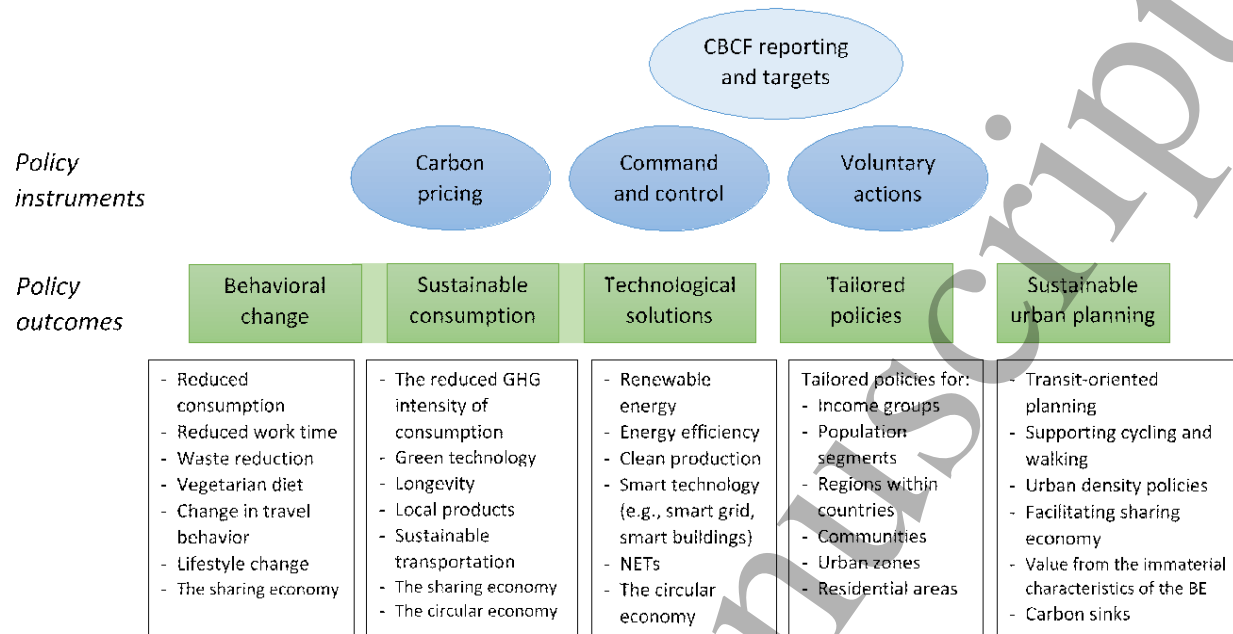 CBCF reporting
and targets
Policy
instruments
Carbon
pricing
Command
and control
Voluntary
actions
Policy
outcomes
Behavioral
change
Sustainable
consumption
Technological
solutions
Tailored
policies
Sustainable
urban planning
- Reduced
consumption
- Reduced work time
- Waste reduction
- Vegetarian diet
- Change in travel
behavior
- Lifestyle change
- The sharing economy
- The reduced GHG
intensity of
consumption
- Green technology
- Longevity
- Local products
- Sustainable
transportation
- The sharing economy
- The circular economy
- Renewable
energy
- Energy efficiency
- Clean production
- Smart technology
(e.g., smart grid,
smart buildings)
- NETs
- The circular
economy
Tailored policies for:
- Income groups
- Population
segments
- Regions within
countries
- Communities
- Urban zones
- Residential areas
- Transit-oriented
planning
- Supporting cycling and
walking
- Urban density policies
- Facilitating sharing
economy
- Value from the immaterial
characteristics of the BE
- Carbon sinks
nuscript